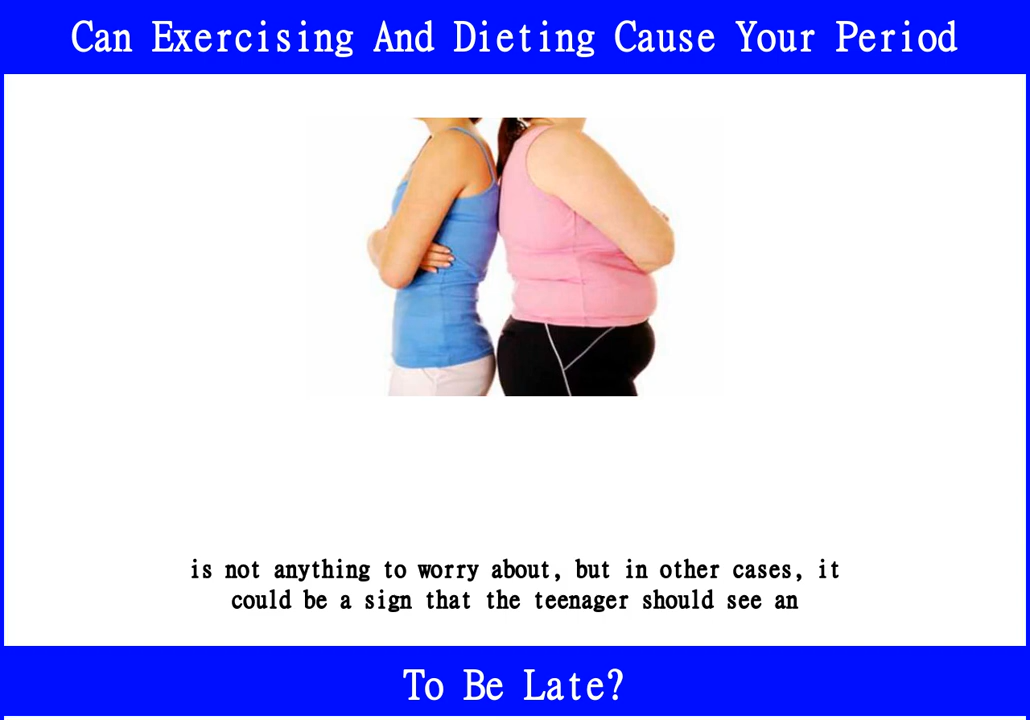 Can Exercising And Dieting Cause Your Period
is not anything to worry about, but in other cases, it
could be a sign that the teenager should see an
To Be Late?